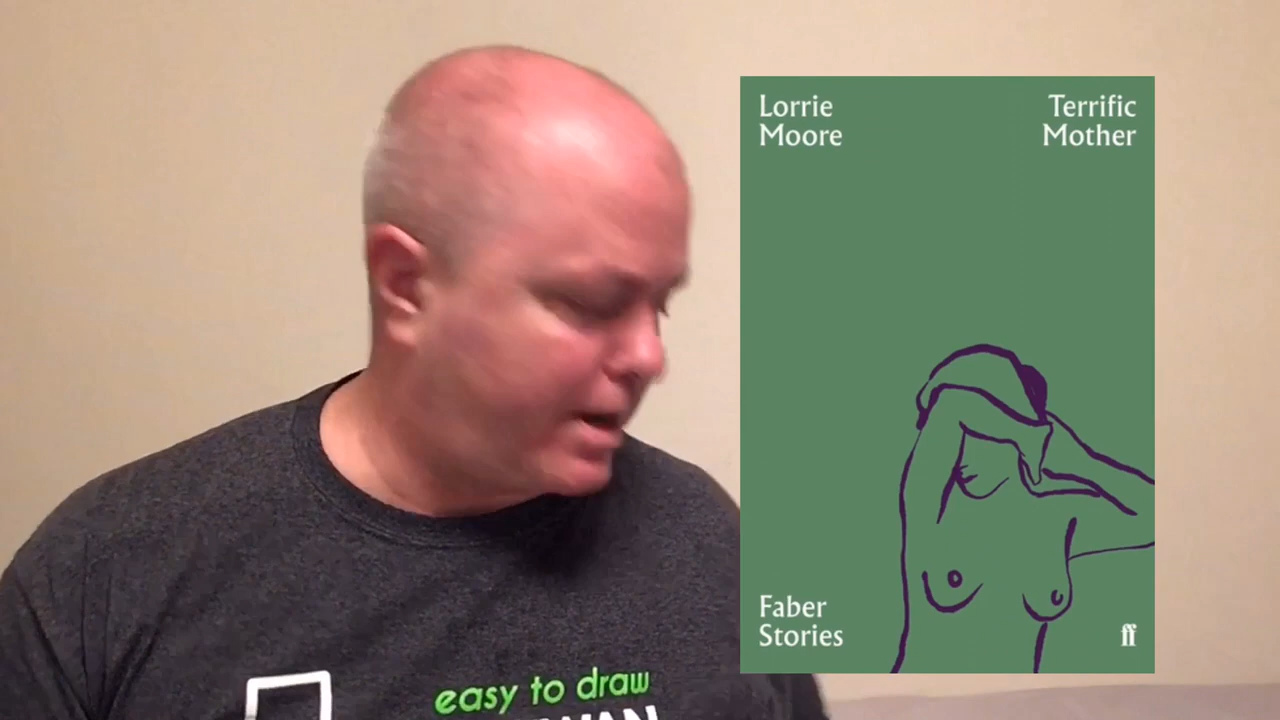 Lorrie
Moore
Terrific
Mother
Faber
Stories
ff
easy to draw